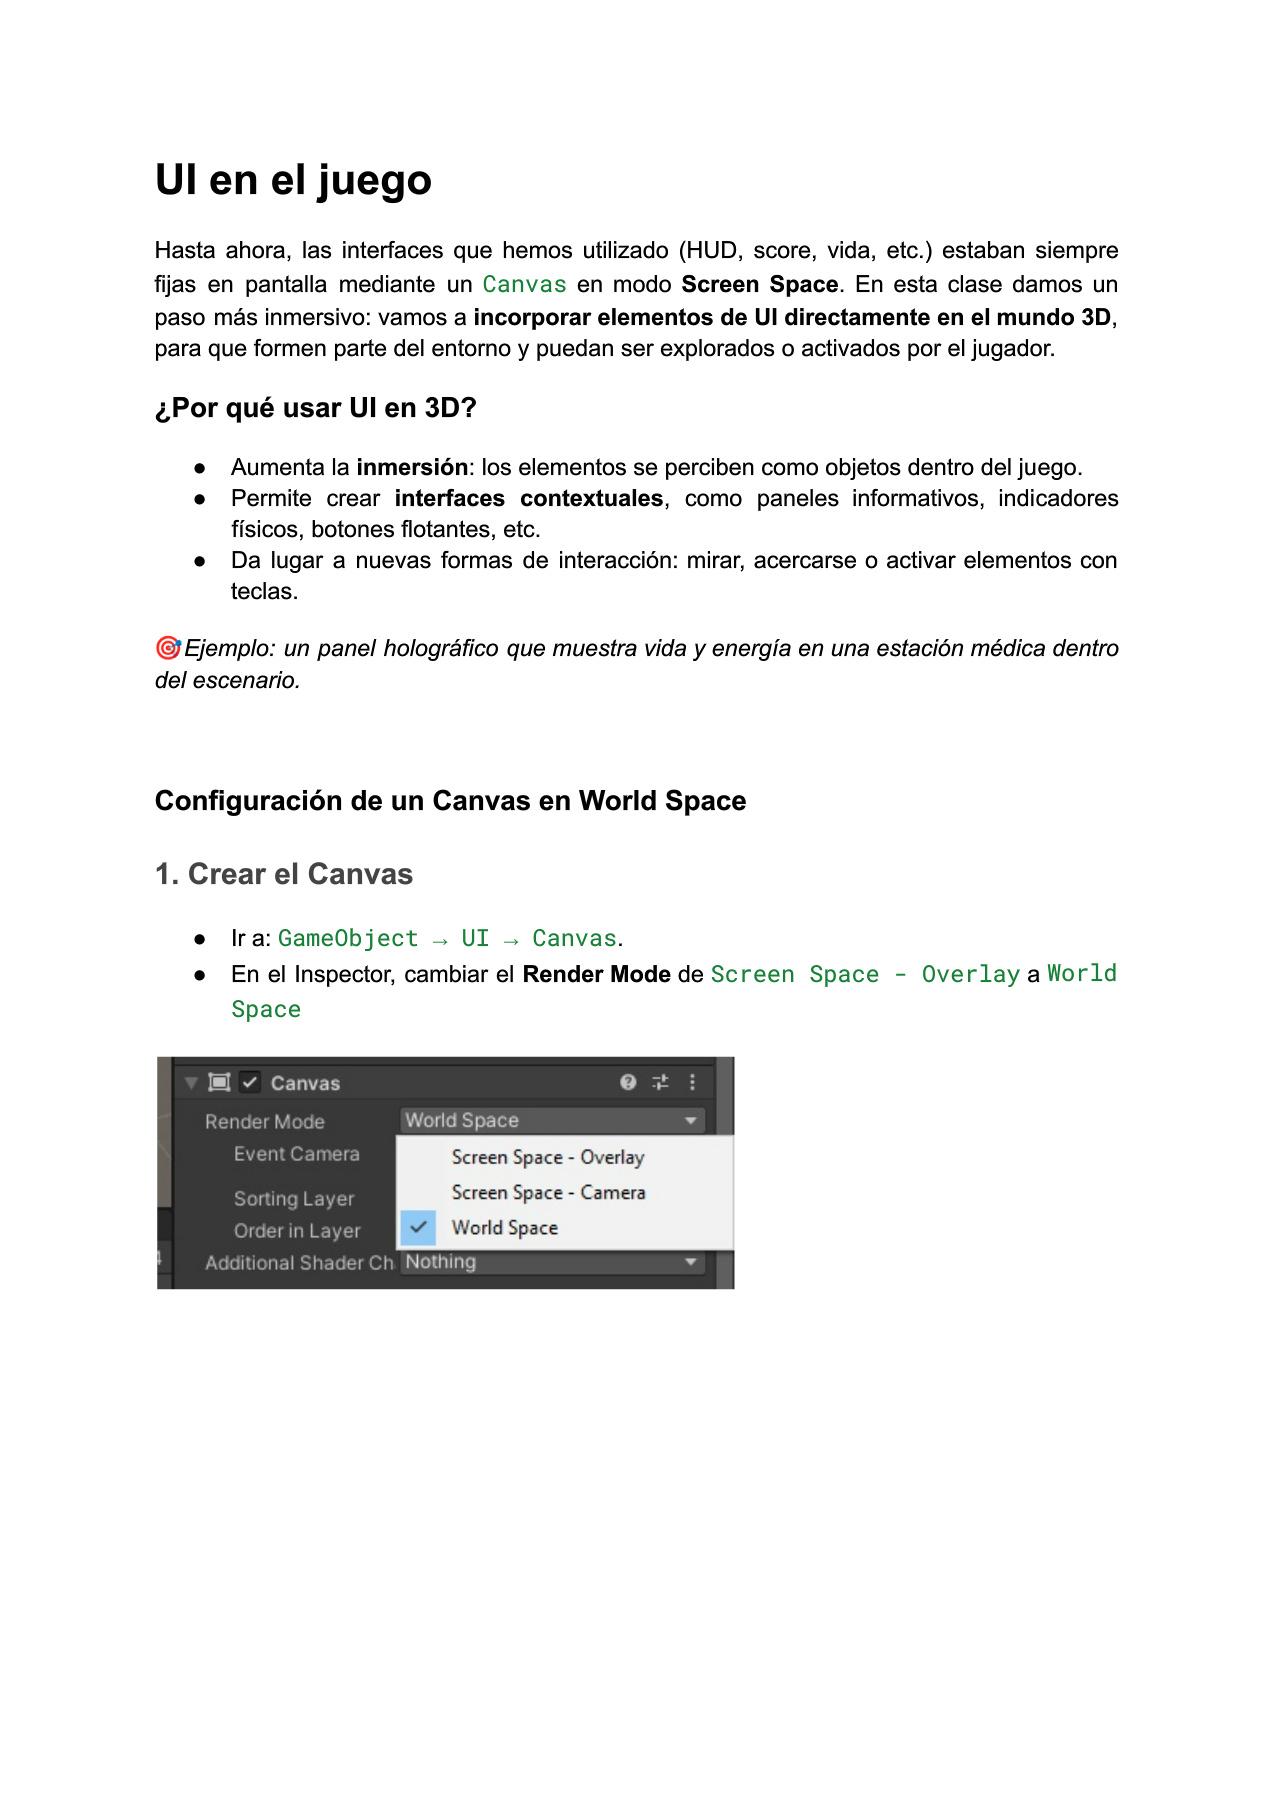 UI en el juego
Hasta ahora, las interfaces que hemos utilizado (HUD, score, vida, etc.) estaban siempre
fijas en pantalla mediante un Canvas en modo Screen Space. En esta clase damos un
paso más inmersivo: vamos a incorporar elementos de UI directamente en el mundo 3D,
para que formen parte del entorno y puedan ser explorados o activados por el jugador.
¿Por qué usar UI en 3D?
● Aumenta la inmersión: los elementos se perciben como objetos dentro del juego.
● Permite crear interfaces contextuales, como paneles informativos, indicadores
físicos, botones flotantes, etc.
● Da lugar a nuevas formas de interacción: mirar, acercarse o activar elementos con
teclas.
🎯Ejemplo: un panel holográfico que muestra vida y energía en una estación médica dentro
del escenario.
Configuración de un Canvas en World Space
1. Crear el Canvas
● Ir a: GameObject → UI → Canvas.
● En el Inspector, cambiar el Render Mode de Screen Space - Overlay a World
Space
Canvas
Render Mode World Space
Event Camera Screen Space - Overlay
Sorting Layer Screen Space - Camera
Order in Layer World Space
Additional Shader Ch Nothing